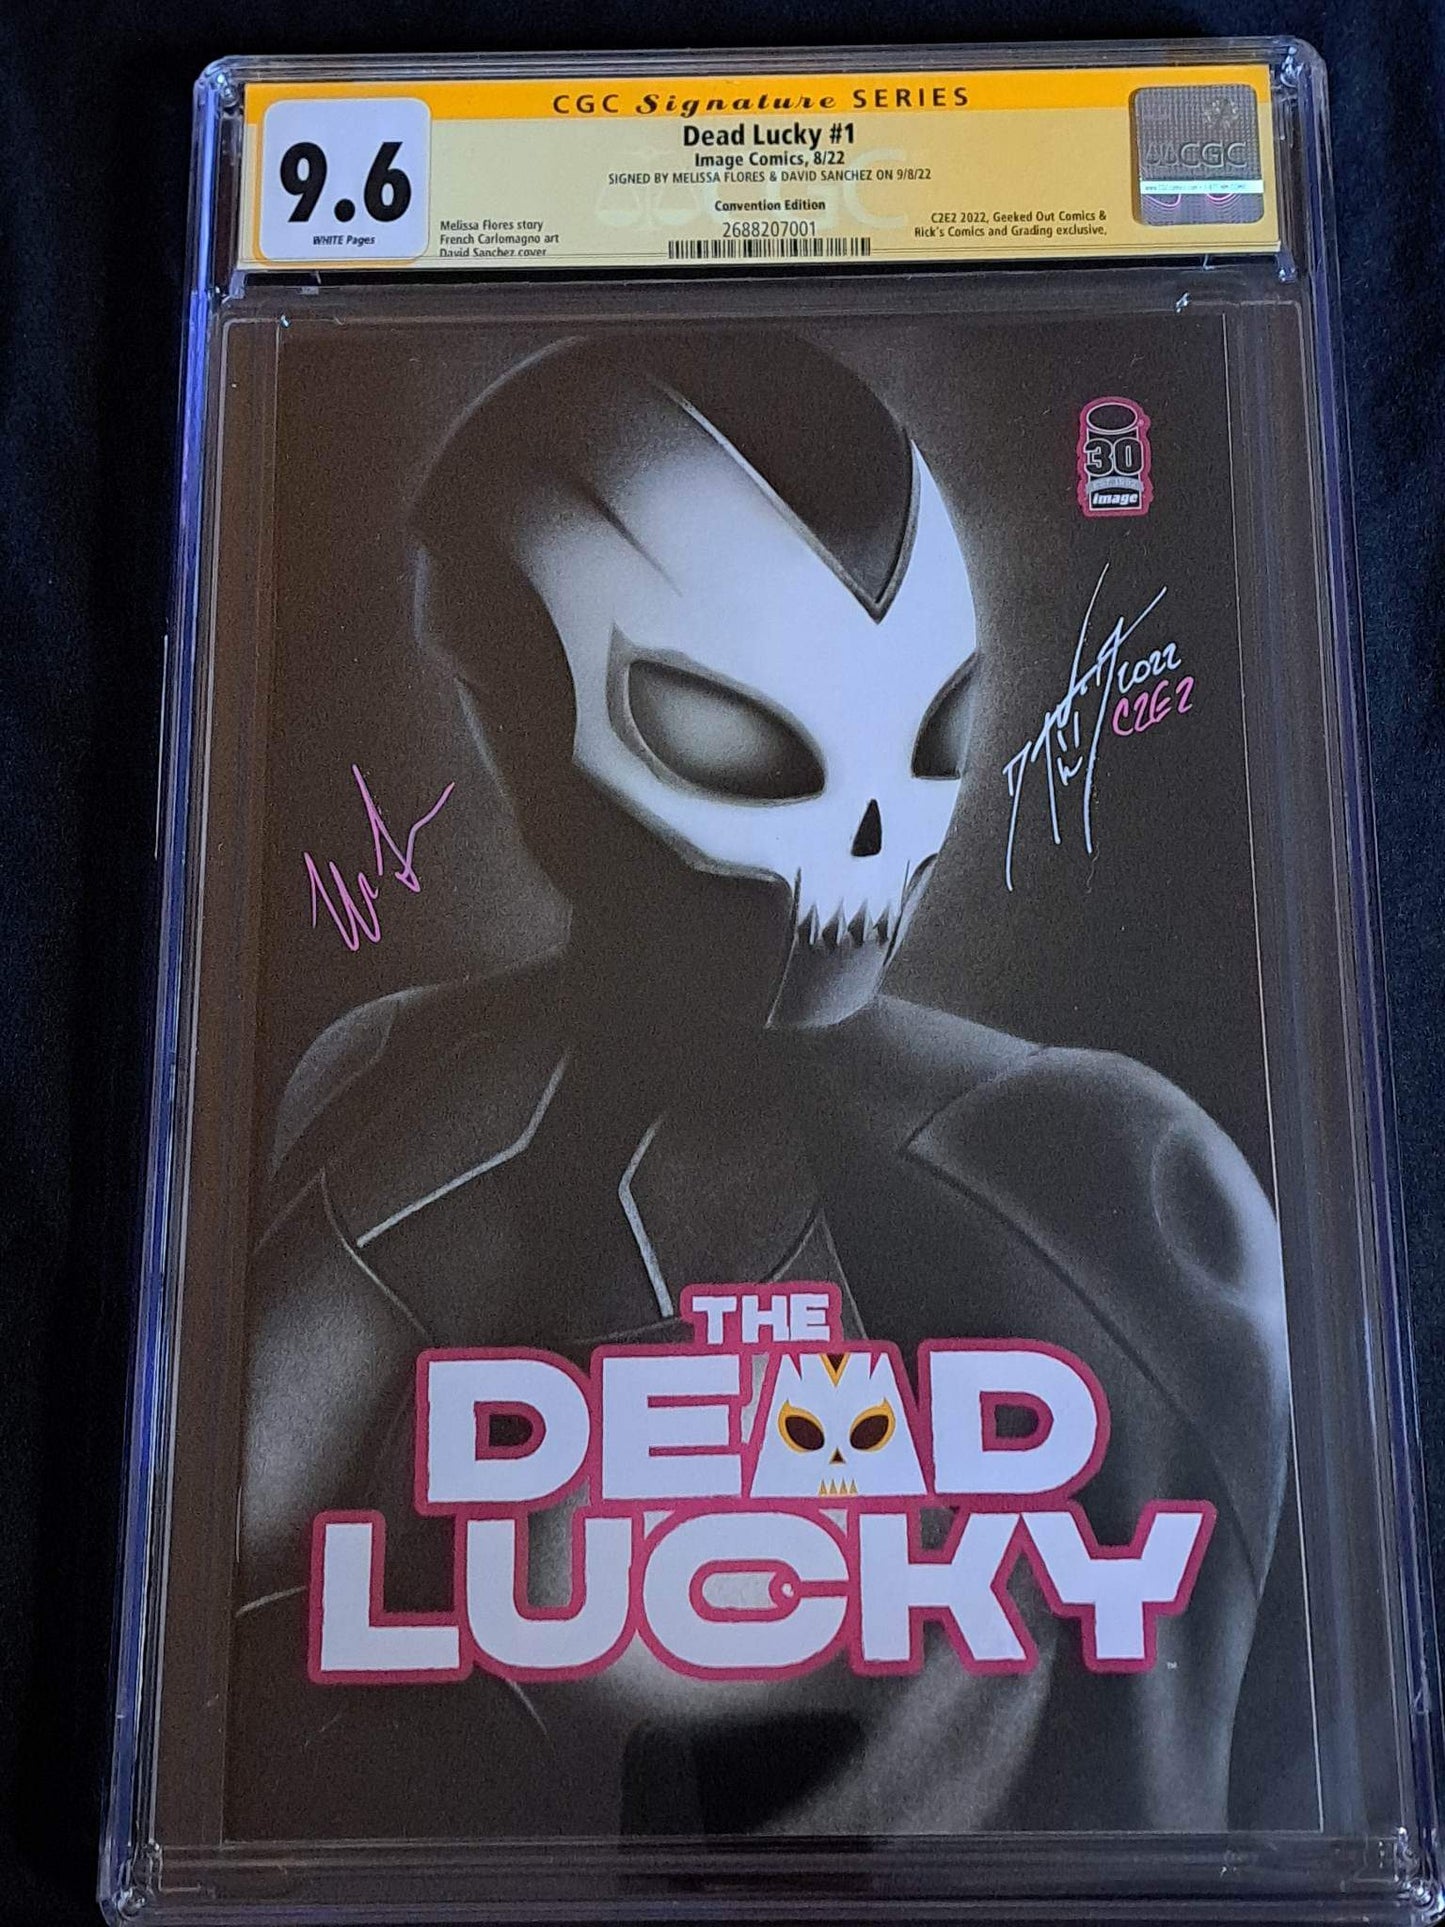 CGC Signature SERIES
9.6
WHITE Pages
Dead Lucky #1
Image Comics, 8/22
SIGNED BY MELISSA FLORES & DAVID SANCHEZ ON 9/8/22
Convention Edition
2688207001
Melissa Flores story
French Carlomagno art
David Sanchez cover
C2E2 2022, Geeked Out Comics &
Rick's Comics and Grading exclusive.
CGC
30
image
2022
C2E2
THE
DEAD
LUCKY
™